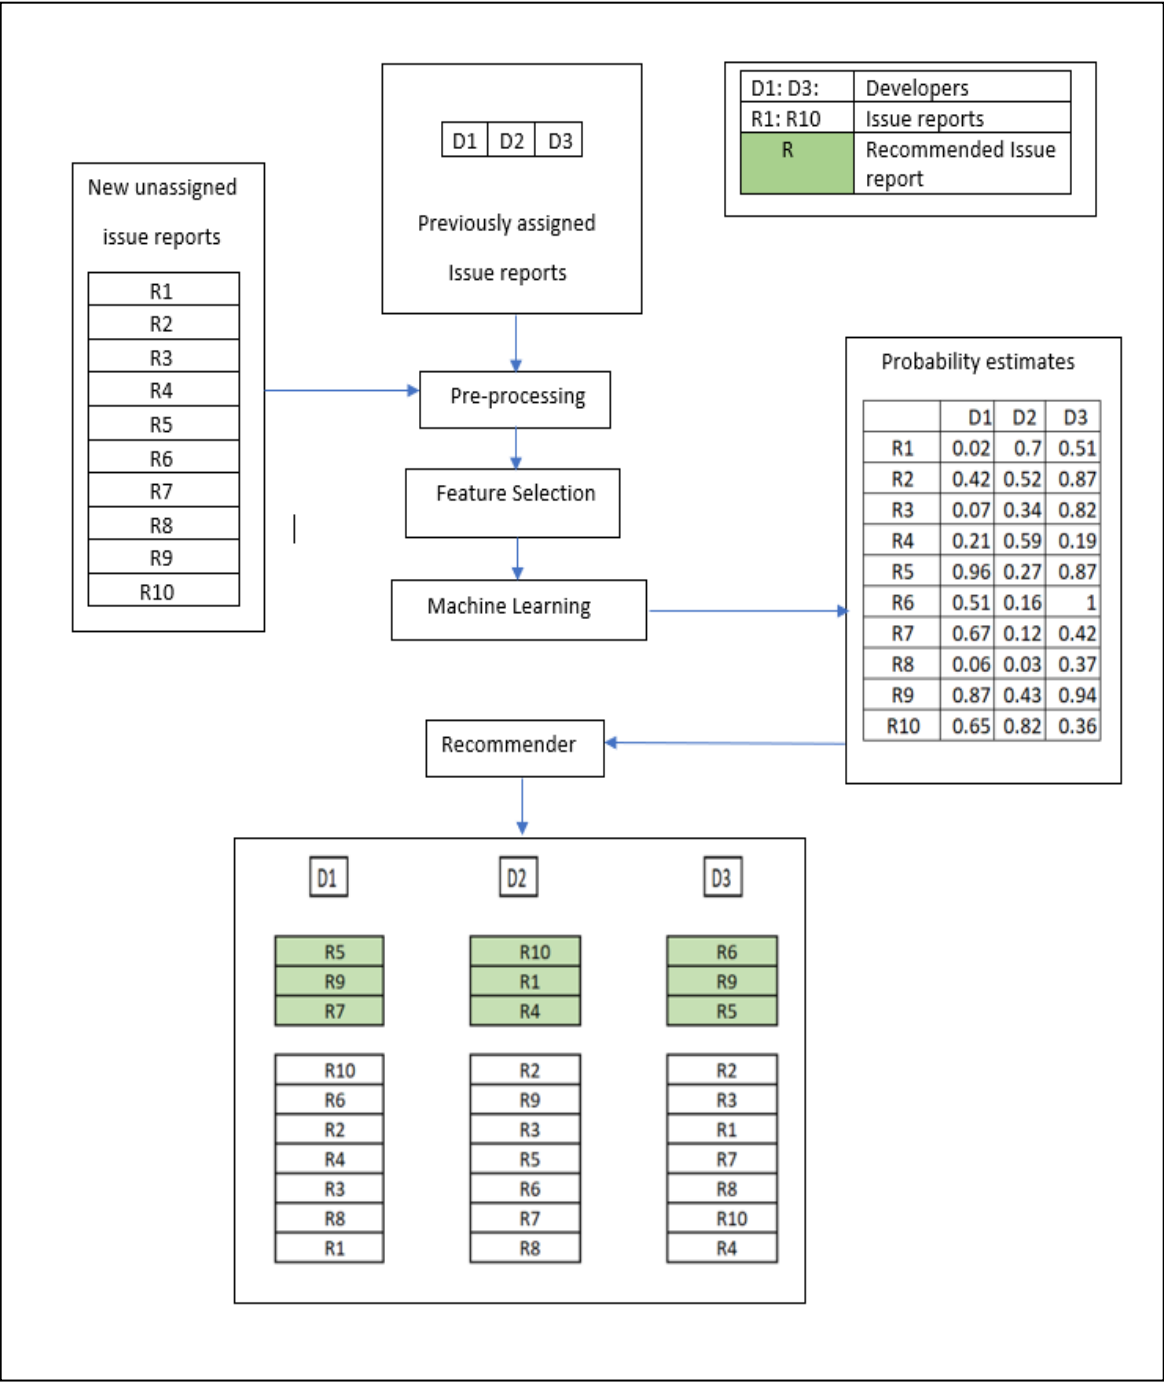 D1: D3: Developers
R1: R10 Issue reports
R Recommended Issue
report
D1 D2 D3
Previously assigned
Issue reports
New unassigned
issue reports
R1
R2
R3
R4
R5
R6
R7
R8
R9
R10
Pre-processing
Feature Selection
Machine Learning
Probability estimates
D1 D2 D3
R1 0.02 0.7 0.51
R2 0.42 0.52 0.87
R3 0.07 0.34 0.82
R4 0.21 0.59 0.19
R5 0.96 0.27 0.87
R6 0.51 0.16 1
R7 0.67 0.12 0.42
R8 0.06 0.03 0.37
R9 0.87 0.43 0.94
R10 0.65 0.82 0.36
Recommender
D1 D2 D3
R5 R10 R6
R9 R1 R9
R7 R4 R5
R10 R2 R2
R6 R9 R3
R2 R3 R1
R4 R5 R7
R3 R6 R8
R8 R7 R10
R1 R8 R4